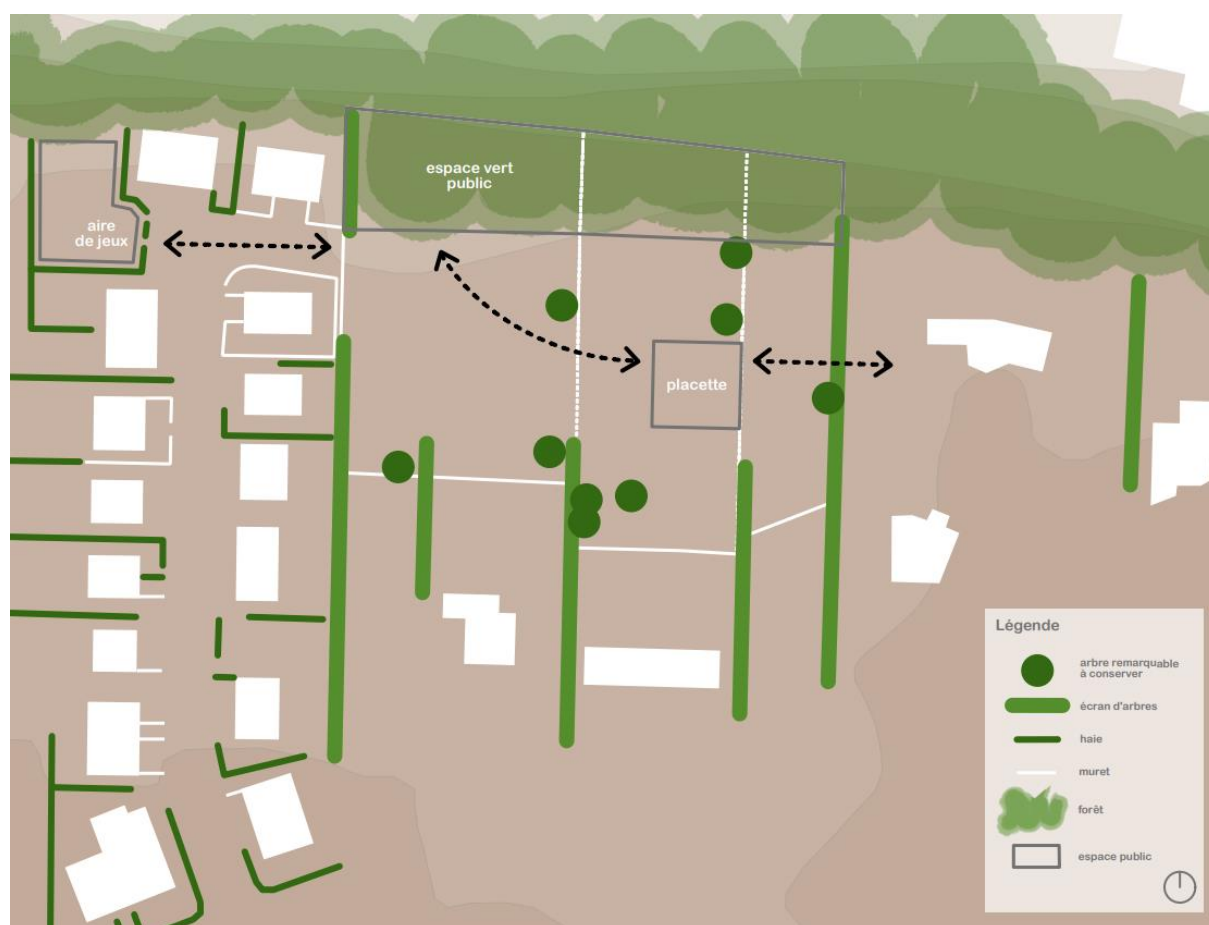 espace vert
public
aire
de jeux
placette
Légende
arbre remarquable
à conserver
écran d'arbres
haie
muret
forêt
espace public